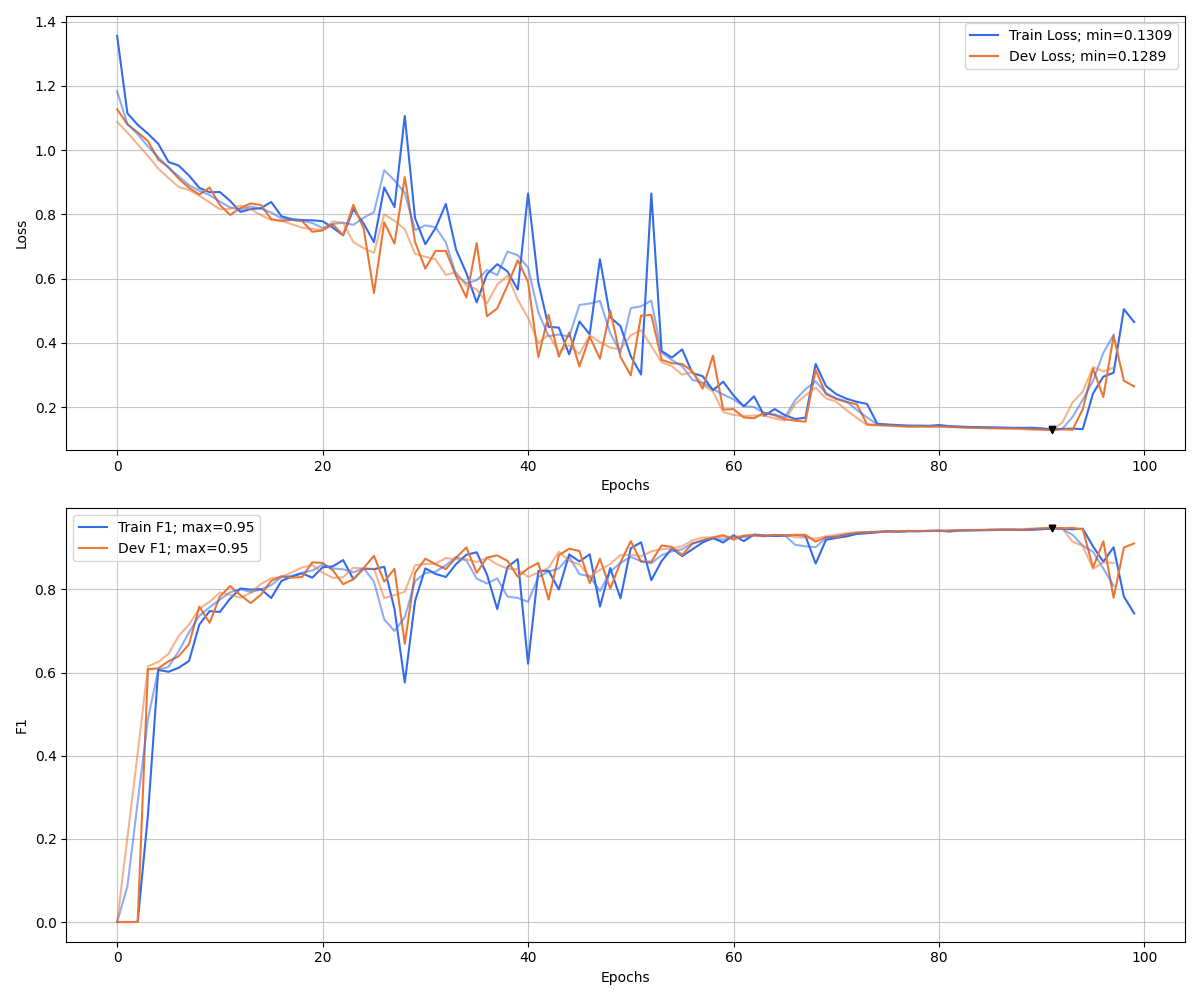 1.4
1.2
1.0
0.8
0.6
0.4
0.2
Loss
Train Loss; min=0.1309
Dev Loss; min=0.1289
0 20 40 60 80 100
Epochs
Train F1; max=0.95
Dev F1; max=0.95
0.8
0.6
0.4
0.2
0.0
F1
0 20 40 60 80 100
Epochs